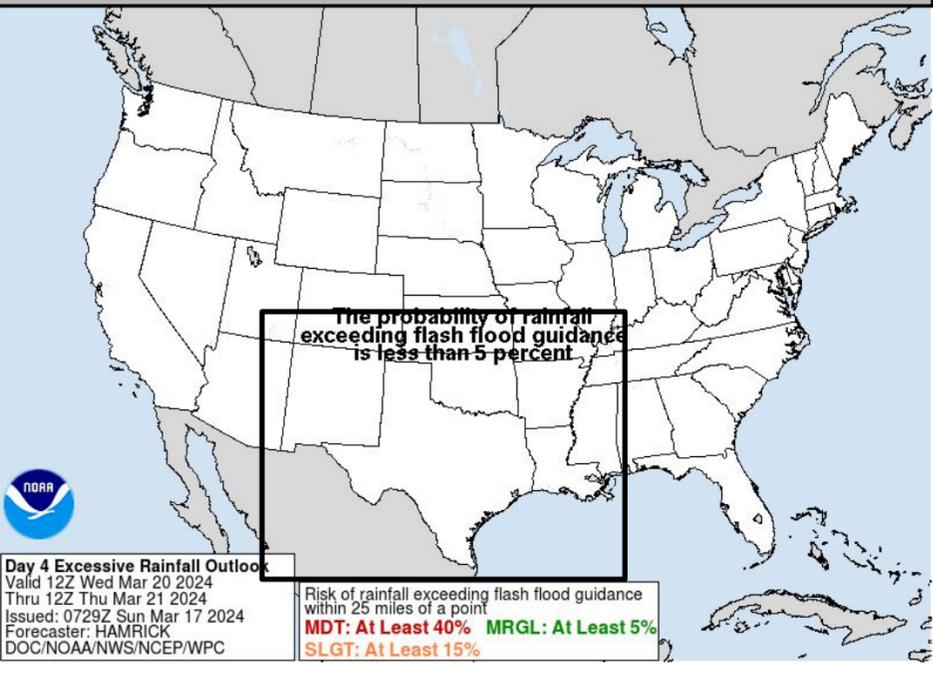 The probability of rainfall
exceeding flash flood guidance
is less than 5 percent
NOAA
Day 4 Excessive Rainfall Outlook
Valid 12Z Wed Mar 20 2024
Thru 12Z Thu Mar 21 2024
Issued: 0729Z Sun Mar 17 2024
Forecaster: HAMRICK
DOC/NOAA/NWS/NCEP/WPC
Risk of rainfall exceeding flash flood guidance
within 25 miles of a point
MDT: At Least 40% MRGL: At Least 5%
SLGT: At Least 15%